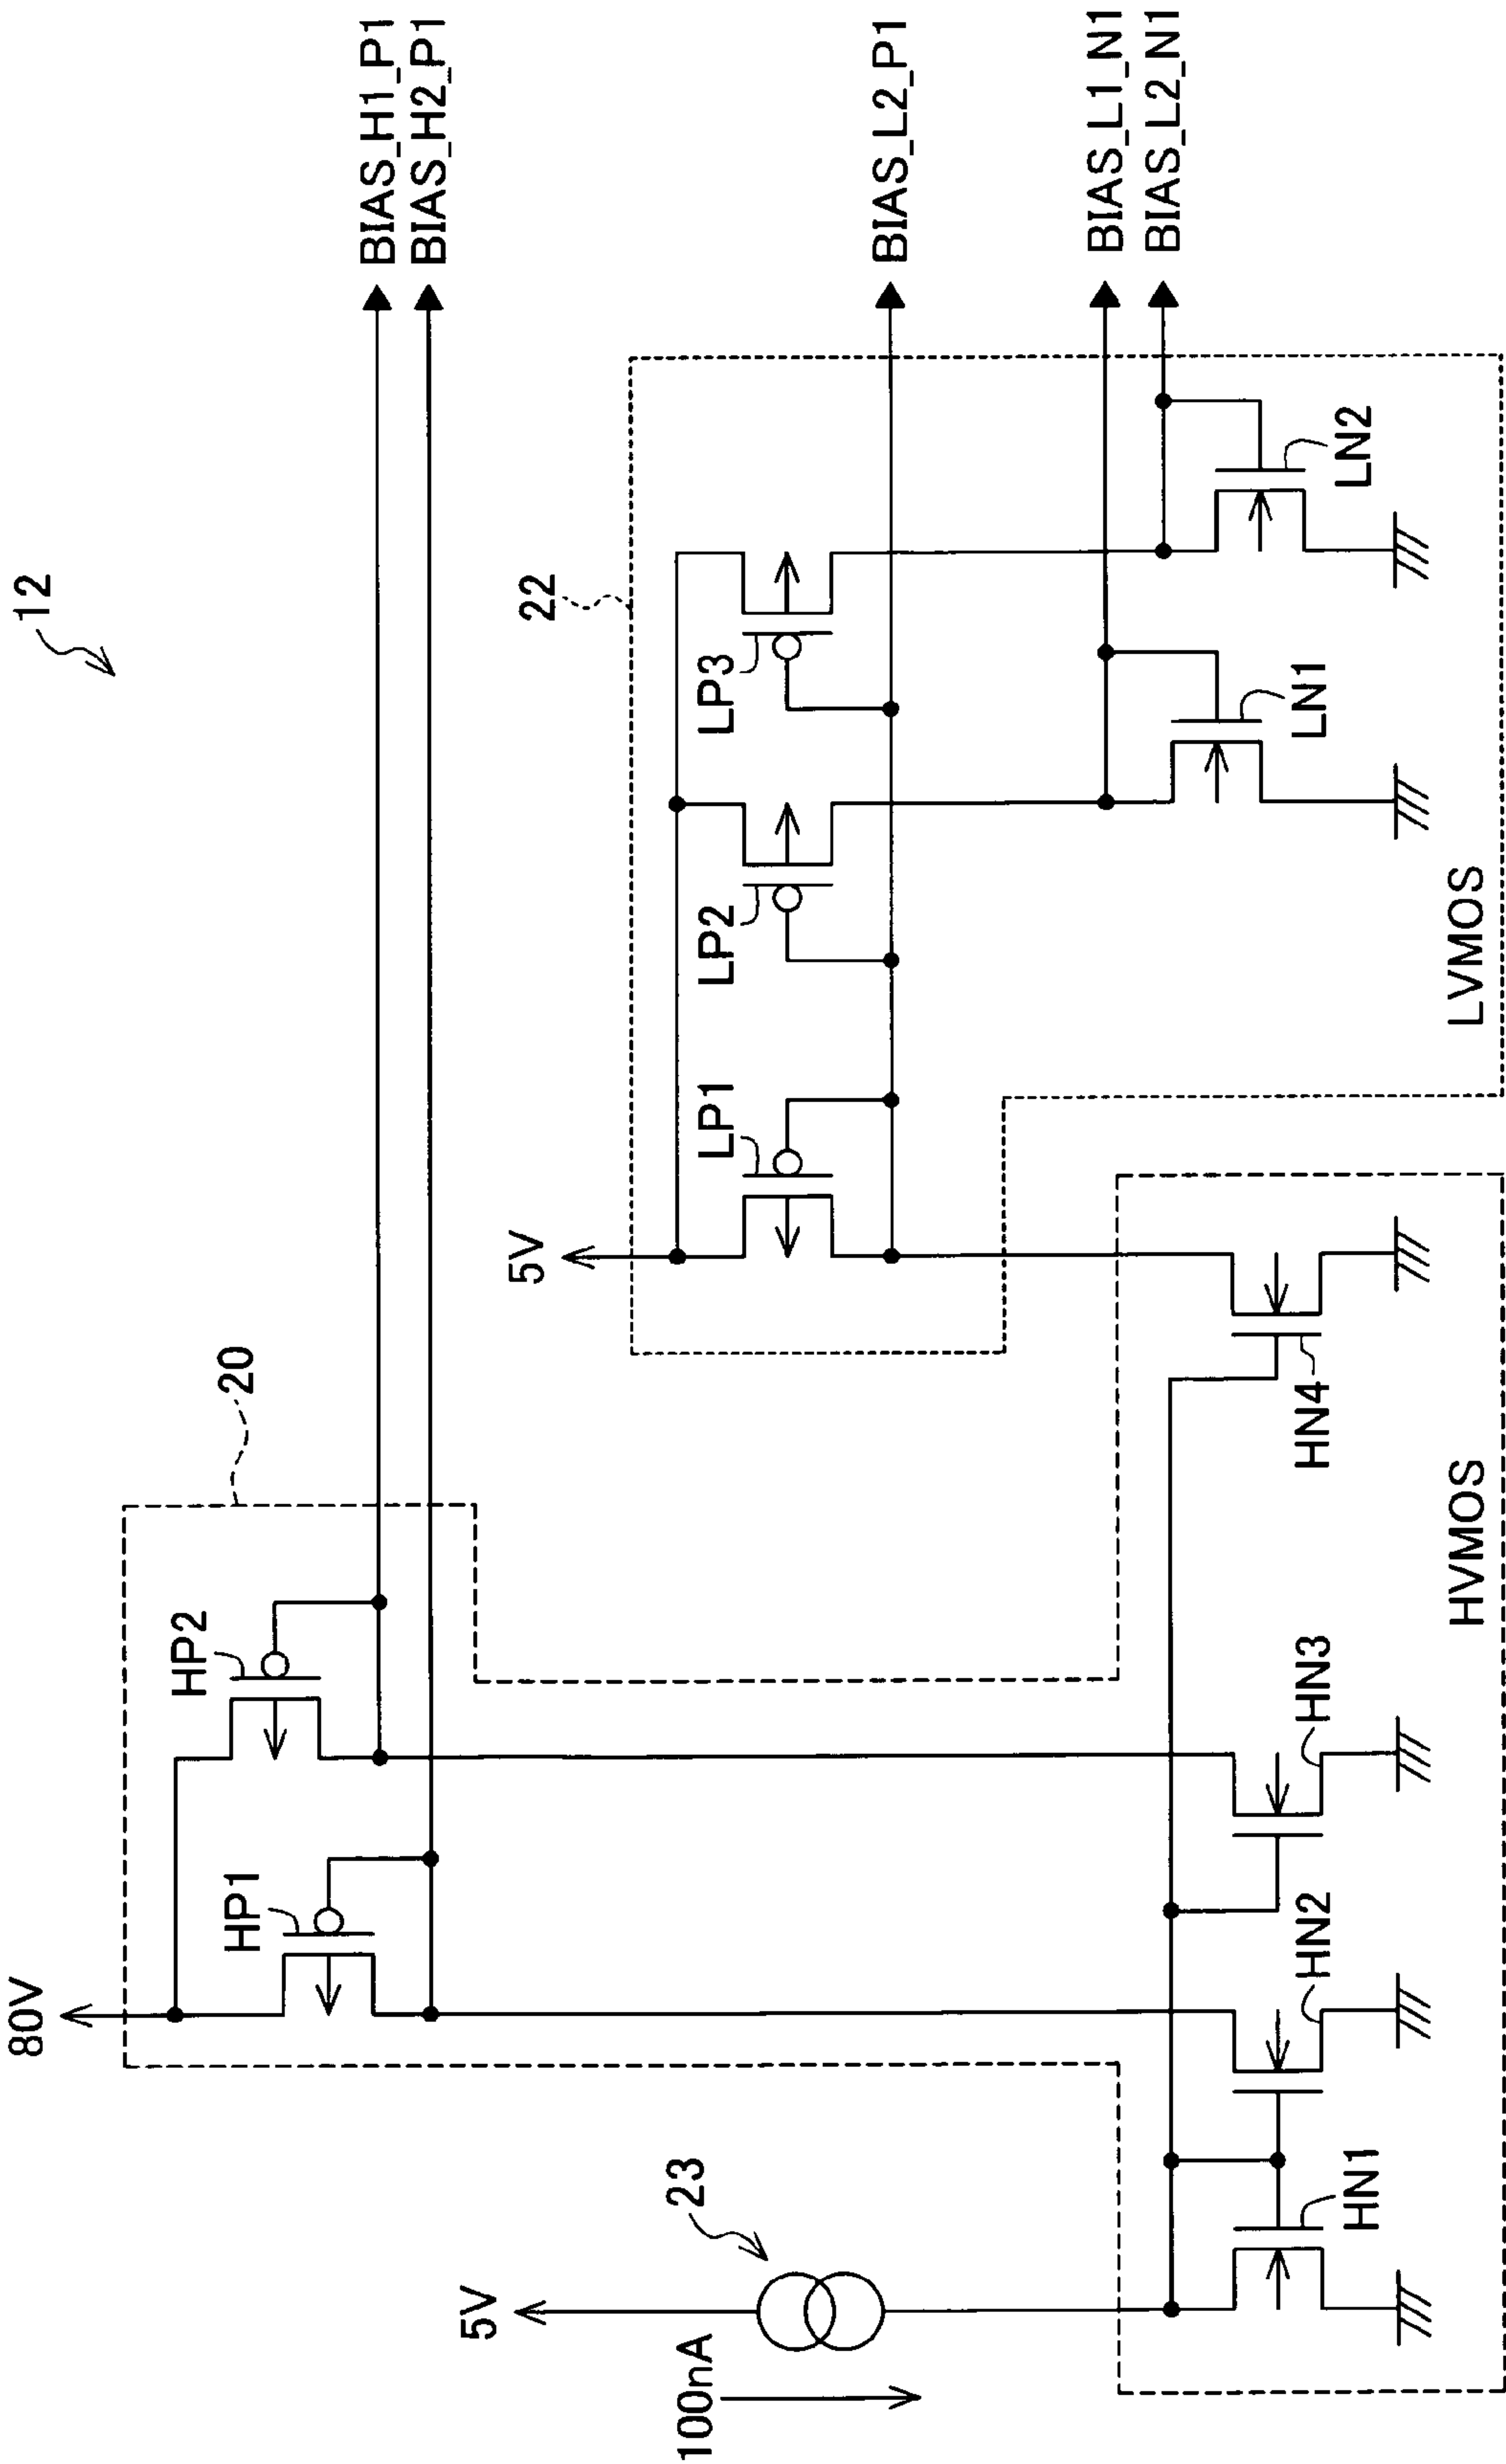 12
80V
HP1
HP2
20
BIAS_H1_P1
BIAS_H2_P1
5V
100nA
23
5V
LP1
LP2
LP3
22
BIAS_L2_P1
BIAS_L1_N1
BIAS_L2_N1
HN1
HN2
HN3
HN4
LN1
LN2
HVMOS
LVMOS